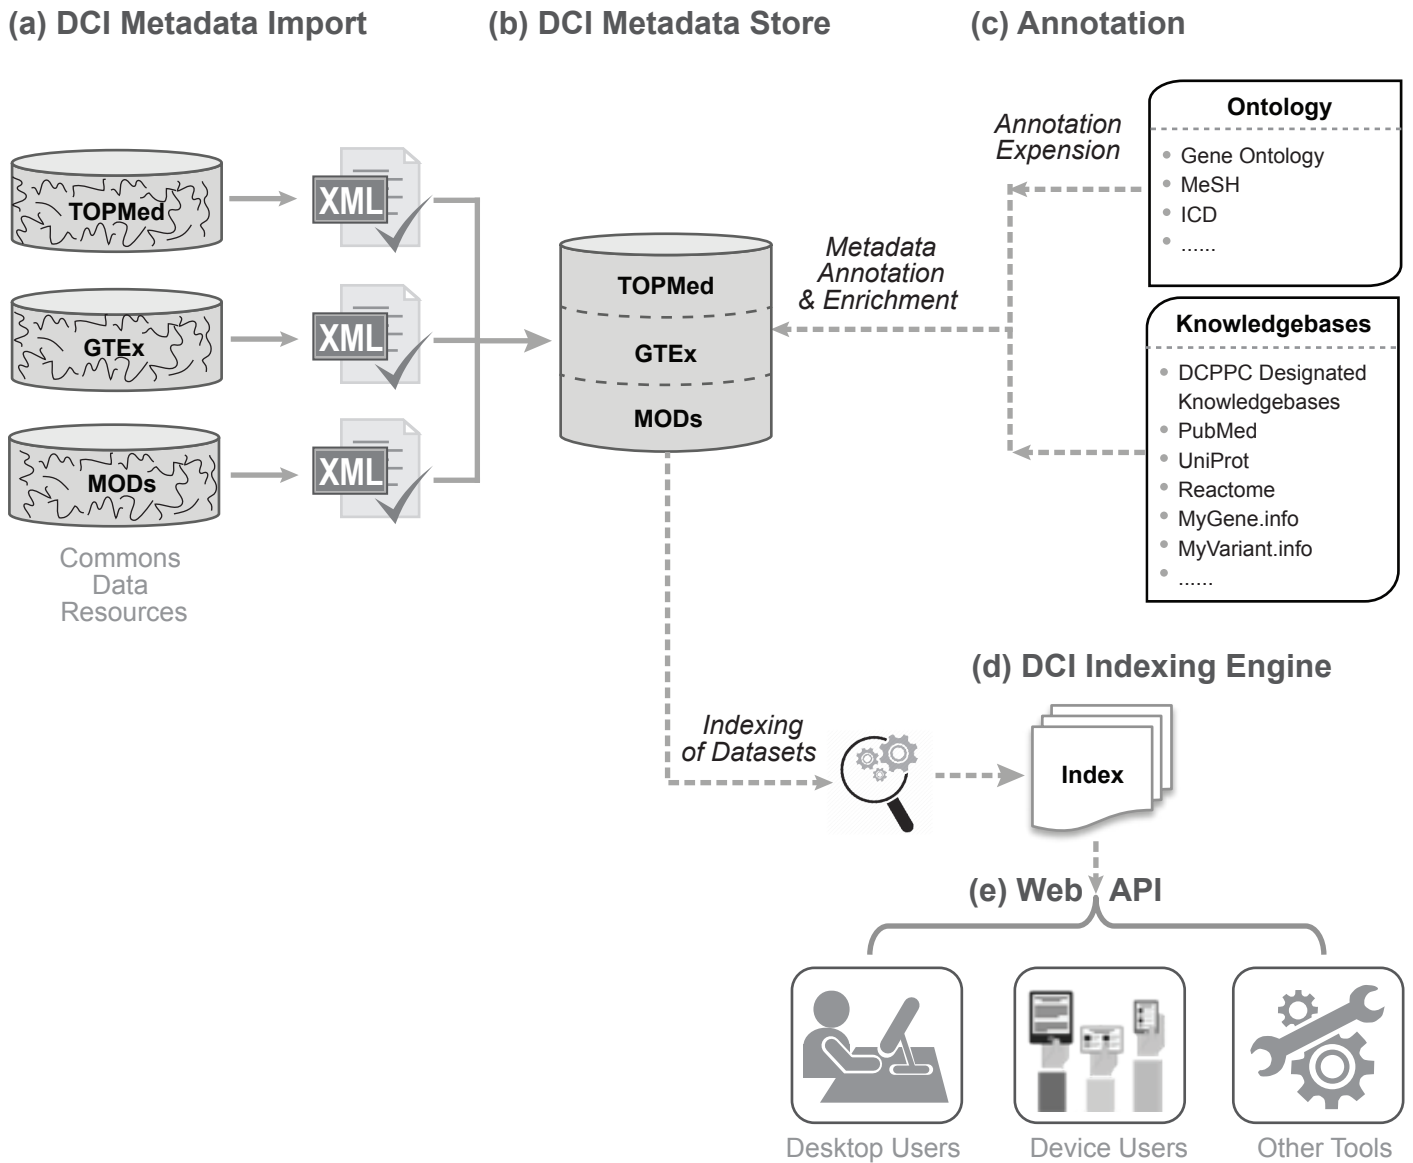 (a) DCI Metadata Import
(b) DCI Metadata Store
(c) Annotation
TOPMed
XML
GTEx
XML
MODs
XML
Commons
Data
Resources
TOPMed
GTEx
MODs
Metadata
Annotation
& Enrichment
Annotation
Expension
Ontology
Gene Ontology
MeSH
ICD
......
Knowledgebases
DCPPC Designated
Knowledgebases
PubMed
UniProt
Reactome
MyGene.info
MyVariant.info
......
(d) DCI Indexing Engine
Indexing
of Datasets
Index
(e) Web API
Desktop Users
Device Users
Other Tools